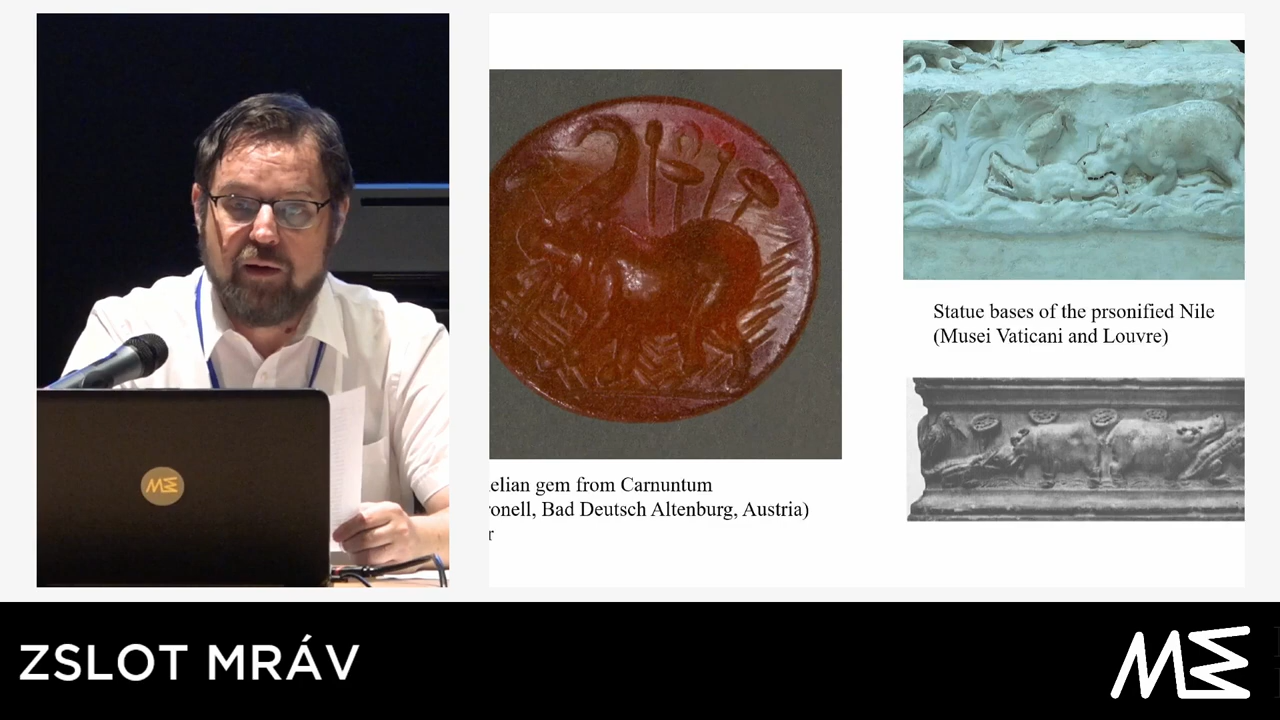 elian gem from Carnuntum
ronell, Bad Deutsch Altenburg, Austria)
r
Statue bases of the prsonified Nile
(Musei Vaticani and Louvre)
ZSLOT MRÁV